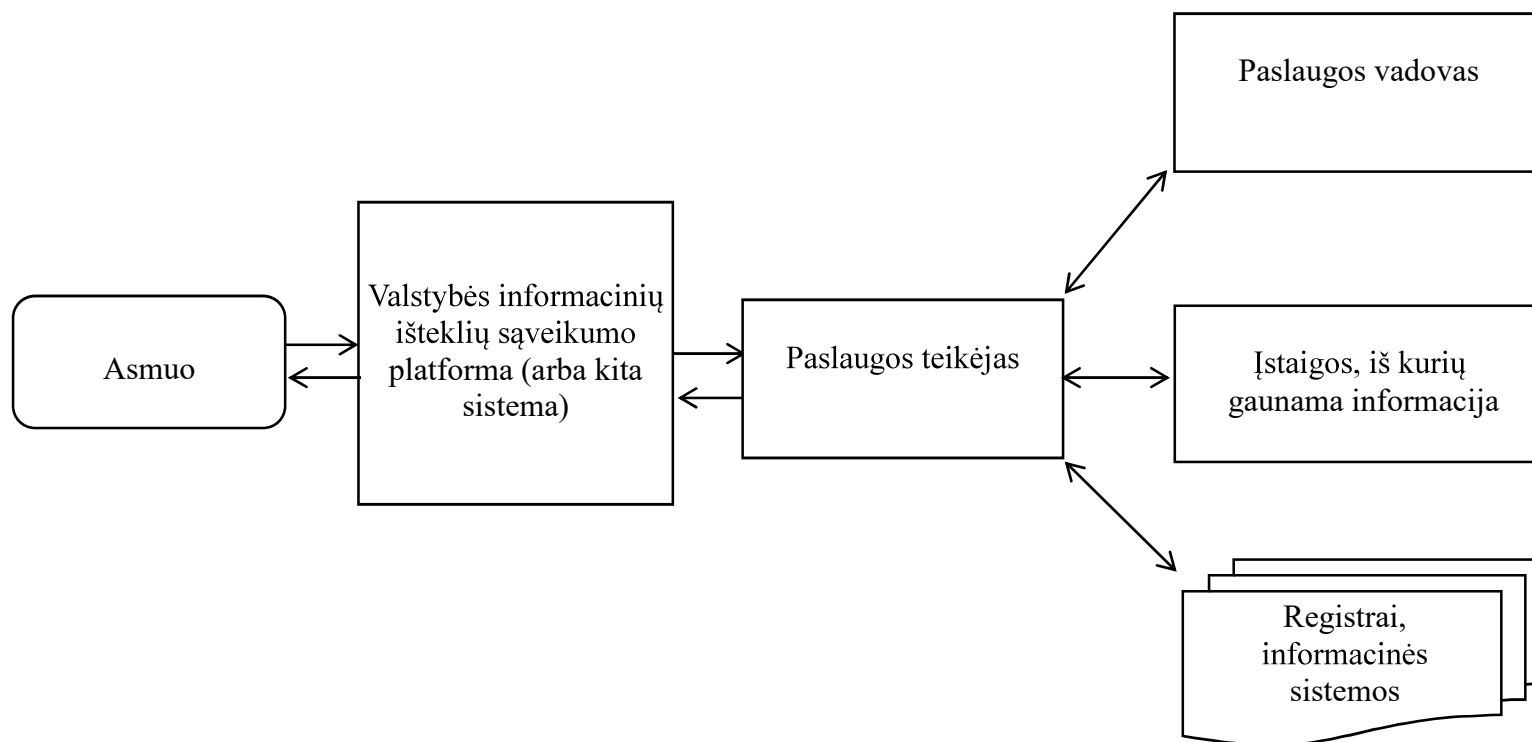 Paslaugos vadovas
Valstybės informacinių
išteklių sąveikumo
platforma (arba kita
sistema)
Asmuo
Paslaugos teikėjas
Įstaigos, iš kurių
gaunama informacija
Registrai,
informacinės
sistemos